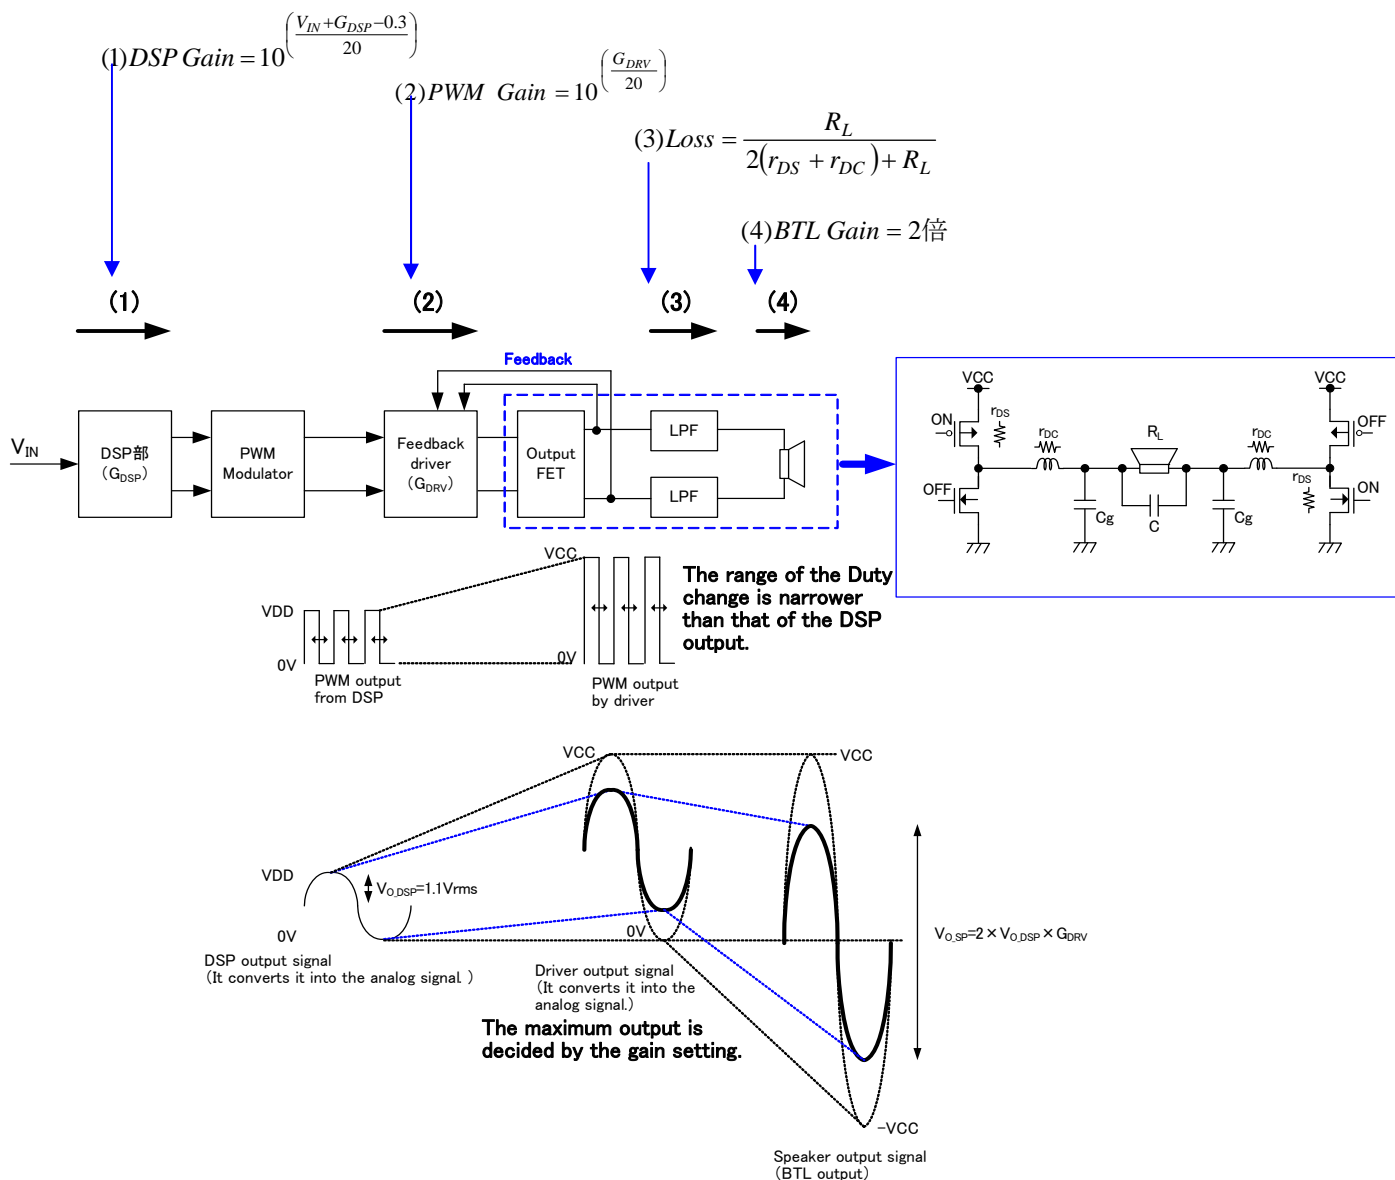 (1)DSP Gain = 10^((V_IN + G_DSP − 0.3)/20)
(2)PWM Gain = 10^(G_DRV/20)
(3)Loss = R_L / (2(r_DS + r_DC) + R_L)
(4)BTL Gain = 2倍
(1)
(2)
(3)
(4)
Feedback
V_IN
DSP部
(G_DSP)
PWM
Modulator
Feedback
driver
(G_DRV)
Output
FET
LPF
LPF
VCC
VCC
ON
r_DS
OFF
r_DC
R_L
r_DC
OFF
r_DS
ON
Cg
C
Cg
VCC
VDD
0V
0V
PWM output
from DSP
PWM output
by driver
The range of the Duty
change is narrower
than that of the DSP
output.
VCC
VCC
VDD
V_O_DSP=1.1Vrms
0V
0V
V_O_SP=2×V_O_DSP×G_DRV
DSP output signal
(It converts it into the analog signal. )
Driver output signal
(It converts it into the
analog signal.)
The maximum output is
decided by the gain setting.
-VCC
Speaker output signal
(BTL output)